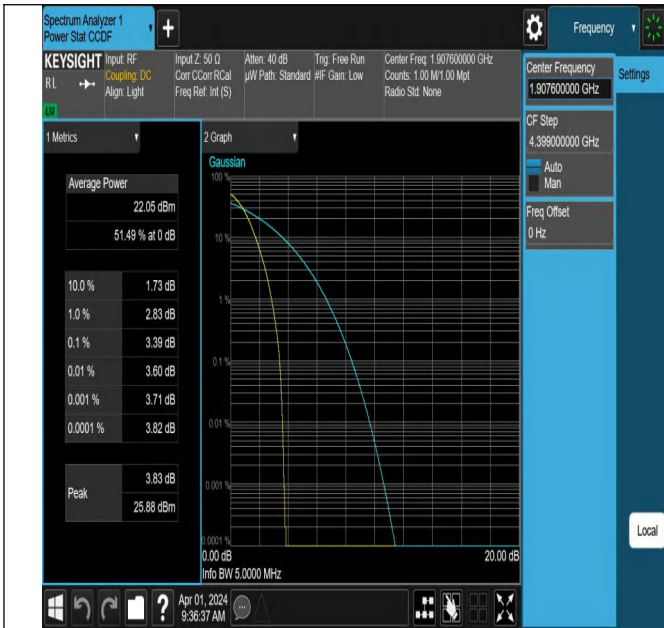 Spectrum Analyzer 1
Power Stat CCDF
Frequency
KEYSIGHT
RL
LXI
Input: RF
Coupling: DC
Align: Light
Input Z: 50 Ω
Corr CCorr RCal
Freq Ref: Int (S)
Atten: 40 dB
µW Path: Standard
Trig: Free Run
#IF Gain: Low
Center Freq: 1.907600000 GHz
Counts: 1.00 M/1.00 Mpt
Radio Std: None
Center Frequency
1.907600000 GHz
Settings
CF Step
4.399000000 GHz
Auto
Man
Freq Offset
0 Hz
Local
1 Metrics
Average Power
22.05 dBm
51.49 % at 0 dB
10.0 % 1.73 dB
1.0 % 2.83 dB
0.1 % 3.39 dB
0.01 % 3.60 dB
0.001 % 3.71 dB
0.0001 % 3.82 dB
Peak
3.83 dB
25.88 dBm
2 Graph
Gaussian
100 %
10 %
1 %
0.1 %
0.01 %
0.001 %
0.0001 %
0.00 dB
20.00 dB
Info BW 5.0000 MHz
?
Apr 01, 2024
9:36:37 AM